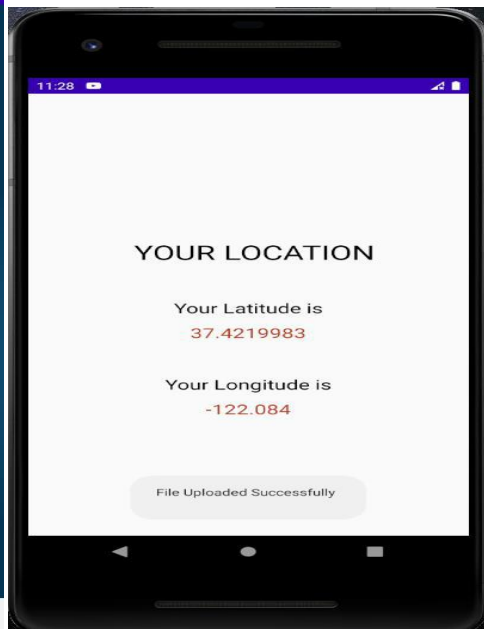 11:28
YOUR LOCATION
Your Latitude is
37.4219983
Your Longitude is
-122.084
File Uploaded Successfully